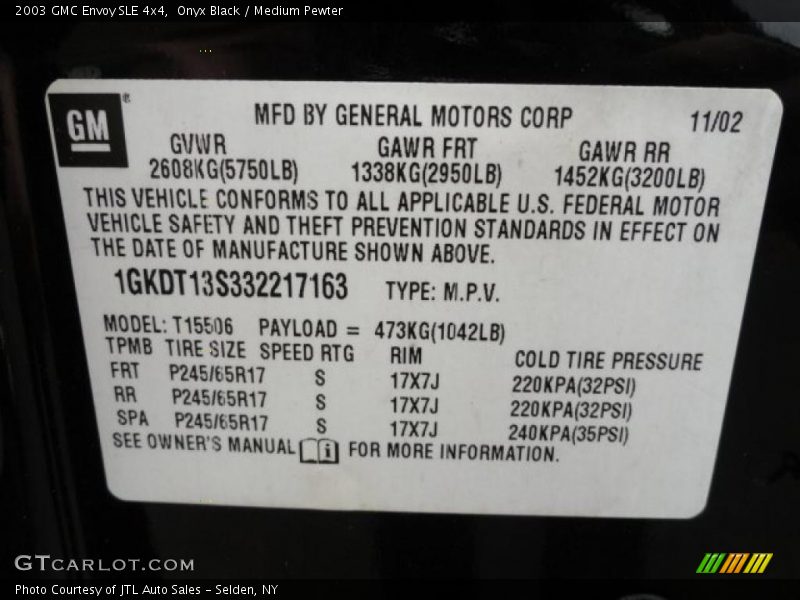 2003 GMC Envoy SLE 4x4, Onyx Black / Medium Pewter
GM® MFD BY GENERAL MOTORS CORP 11/02
GVWR GAWR FRT GAWR RR
2608KG(5750LB) 1338KG(2950LB) 1452KG(3200LB)
THIS VEHICLE CONFORMS TO ALL APPLICABLE U.S. FEDERAL MOTOR
VEHICLE SAFETY AND THEFT PREVENTION STANDARDS IN EFFECT ON
THE DATE OF MANUFACTURE SHOWN ABOVE.
1GKDT13S332217163 TYPE: M.P.V.
MODEL: T15506 PAYLOAD = 473KG(1042LB)
TPMB TIRE SIZE SPEED RTG RIM COLD TIRE PRESSURE
FRT P245/65R17 S 17X7J 220KPA(32PSI)
RR P245/65R17 S 17X7J 220KPA(32PSI)
SPA P245/65R17 S 17X7J 240KPA(35PSI)
SEE OWNER'S MANUAL i FOR MORE INFORMATION.
GTCARLOT.COM
Photo Courtesy of JTL Auto Sales - Selden, NY